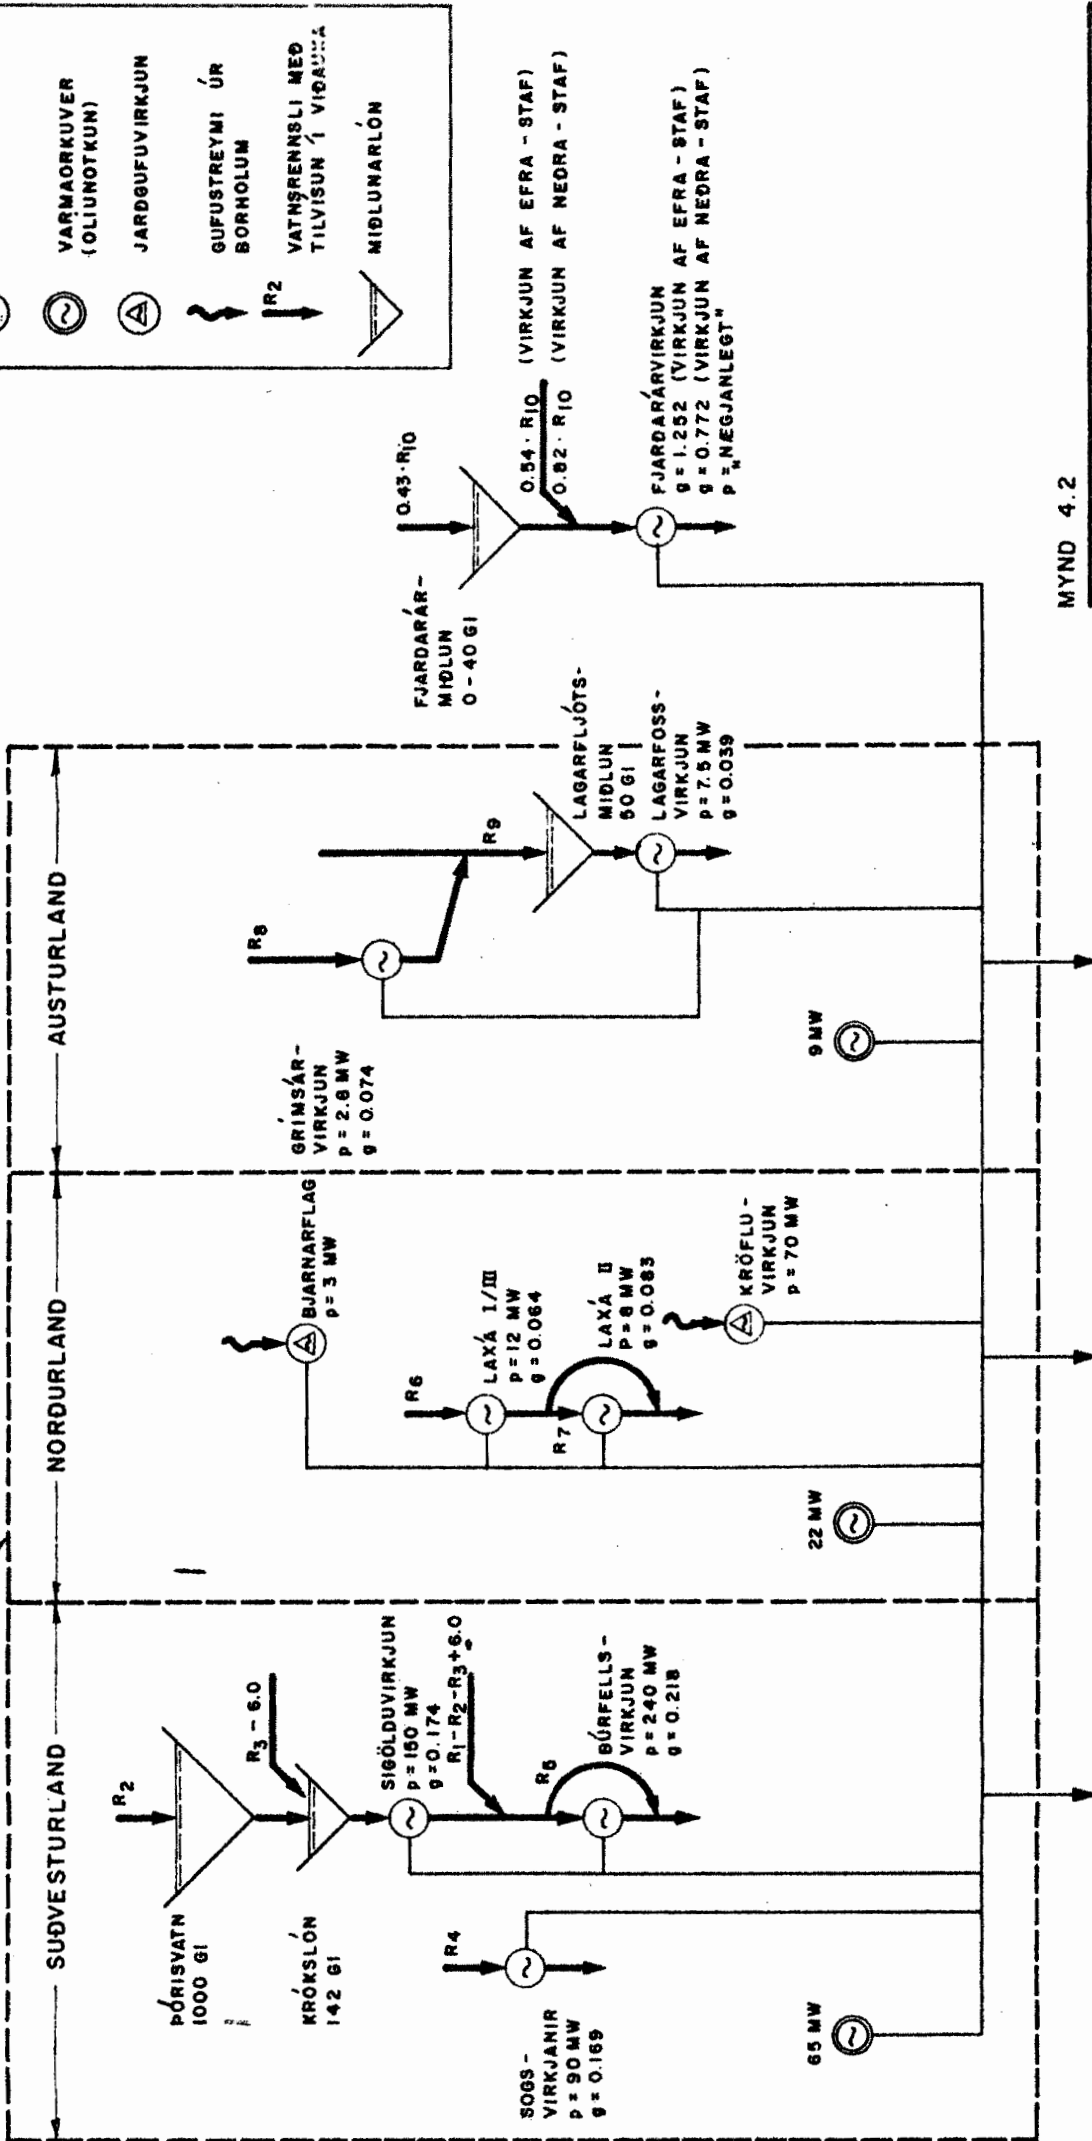 VARMAORKUVER
(OLIUNOTKUN)
JARÐGUFUVIRKJUN
GUFUSTREYMI ÚR
BORHOLUM
R2
VATNSRENNSLI MEÐ
TILVISUN Í VIÐAUKA
MIÐLUNARLÓN
SUÐVESTURLAND
NORÐURLAND
AUSTURLAND
ÞÓRISVATN
1000 Gl
R2
R3 - 6.0
KRÓKSLÓN
142 Gl
SIGÖLDUVIRKJUN
p = 150 MW
g = 0.174
R1-R2-R3+6.0
R5
BÚRFELLS-
VIRKJUN
p = 240 MW
g = 0.218
R4
SOGS-
VIRKJANIR
p = 90 MW
g = 0.169
65 MW
BJARNARFLAG
p = 3 MW
R6
LAXÁ I/III
p = 12 MW
g = 0.064
R7
LAXÁ II
P = 8 MW
g = 0.083
KRÖFLU-
VIRKJUN
p = 70 MW
22 MW
R8
GRÍMSÁR-
VIRKJUN
p = 2.8 MW
g = 0.074
R9
LAGARFLJÓTS-
MIÐLUN
50 Gl
LAGARFOSS-
VIRKJUN
p = 7.5 MW
g = 0.039
9 MW
0.43 · R10
FJARÐARÁR-
MIÐLUN
0 - 40 Gl
0.54 · R10 (VIRKJUN AF EFRA - STAF)
0.82 · R10 (VIRKJUN AF NEÐRA - STAF)
FJARÐARÁRVIRKJUN
g = 1.252 (VIRKJUN AF EFRA - STAF)
g = 0.772 (VIRKJUN AF NEÐRA - STAF)
p = „NÆGJANLEGT"
MYND 4.2